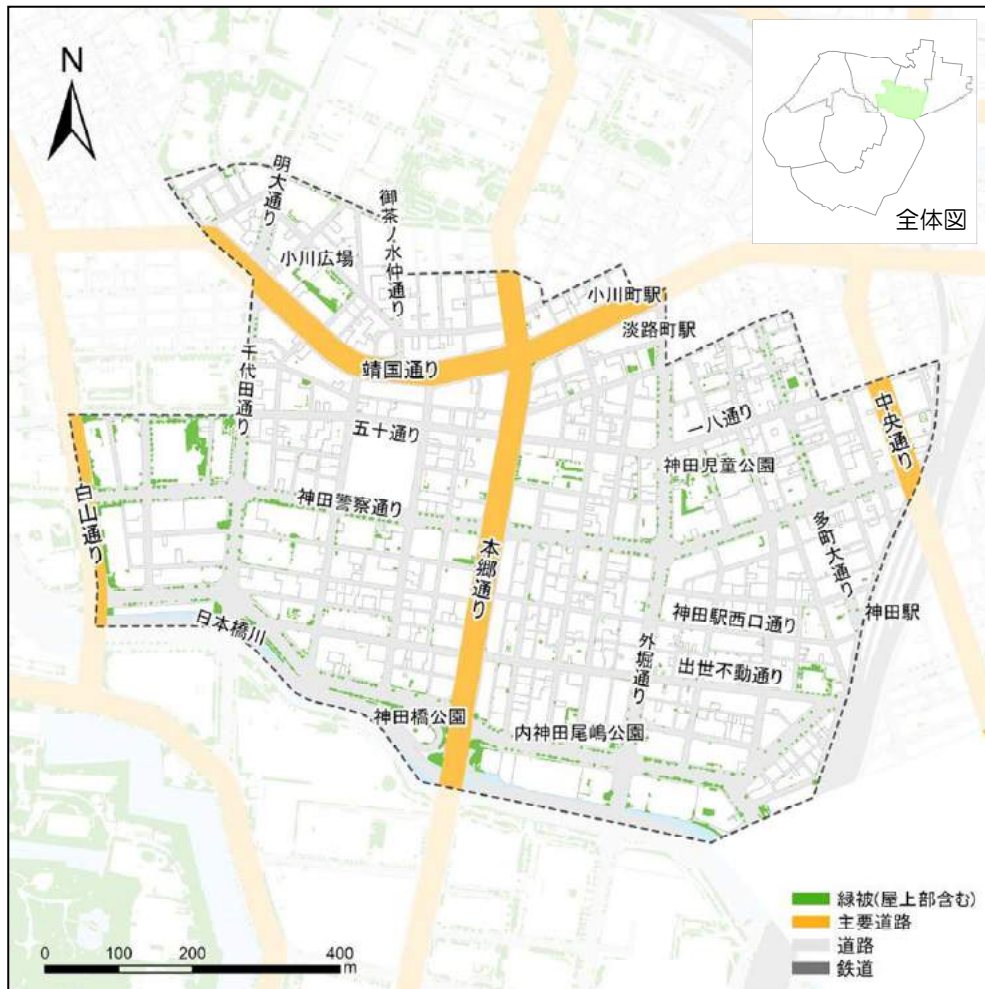 N
全体図
明大通り
御茶ノ水仲通り
小川広場
小川町駅
淡路町駅
靖国通り
千代田通り
五十通り
一八通り
中央通り
神田児童公園
白山通り
神田警察通り
本郷通り
多町大通り
神田駅西口通り
神田駅
日本橋川
外堀通り
出世不動通り
神田橋公園
内神田尾嶋公園
緑被(屋上部含む)
主要道路
道路
鉄道
0 100 200 400
m